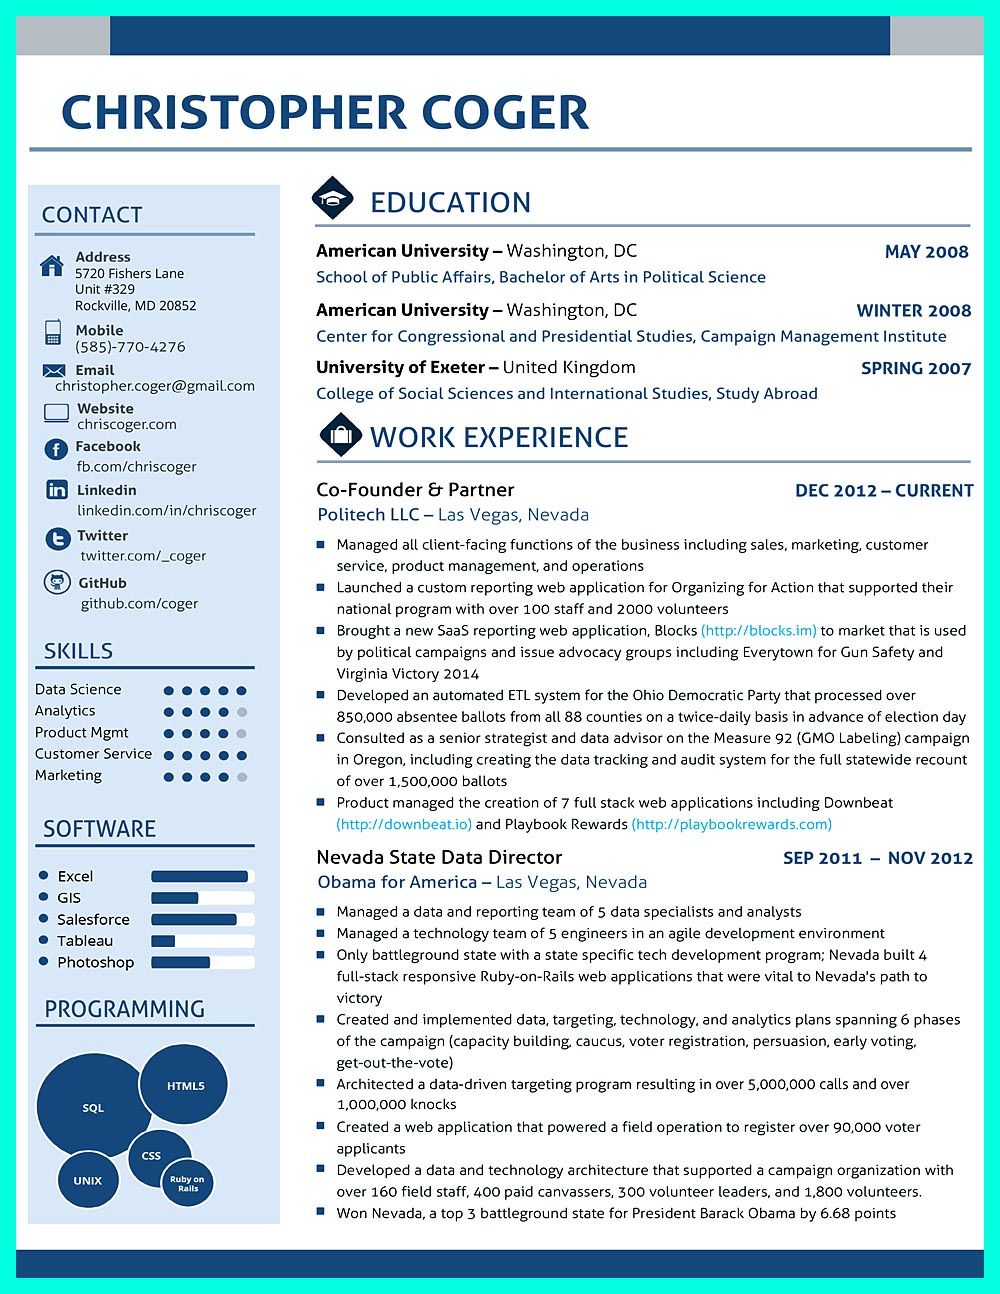 CHRISTOPHER COGER
CONTACT
Address
5720 Fishers Lane
Unit #329
Rockville, MD 20852
Mobile
(585)-770-4276
Email
christopher.coger@gmail.com
Website
chriscoger.com
Facebook
fb.com/chriscoger
Linkedin
linkedin.com/in/chriscoger
Twitter
twitter.com/_coger
GitHub
github.com/coger
SKILLS
Data Science
Analytics
Product Mgmt
Customer Service
Marketing
SOFTWARE
Excel
GIS
Salesforce
Tableau
Photoshop
PROGRAMMING
SQL
HTML5
CSS
UNIX
Ruby on
Rails
EDUCATION
American University – Washington, DC MAY 2008
School of Public Affairs, Bachelor of Arts in Political Science
American University – Washington, DC WINTER 2008
Center for Congressional and Presidential Studies, Campaign Management Institute
University of Exeter – United Kingdom SPRING 2007
College of Social Sciences and International Studies, Study Abroad
WORK EXPERIENCE
Co-Founder & Partner DEC 2012 – CURRENT
Politech LLC – Las Vegas, Nevada
Managed all client-facing functions of the business including sales, marketing, customer
service, product management, and operations
Launched a custom reporting web application for Organizing for Action that supported their
national program with over 100 staff and 2000 volunteers
Brought a new SaaS reporting web application, Blocks (http://blocks.im) to market that is used
by political campaigns and issue advocacy groups including Everytown for Gun Safety and
Virginia Victory 2014
Developed an automated ETL system for the Ohio Democratic Party that processed over
850,000 absentee ballots from all 88 counties on a twice-daily basis in advance of election day
Consulted as a senior strategist and data advisor on the Measure 92 (GMO Labeling) campaign
in Oregon, including creating the data tracking and audit system for the full statewide recount
of over 1,500,000 ballots
Product managed the creation of 7 full stack web applications including Downbeat
(http://downbeat.io) and Playbook Rewards (http://playbookrewards.com)
Nevada State Data Director SEP 2011 – NOV 2012
Obama for America – Las Vegas, Nevada
Managed a data and reporting team of 5 data specialists and analysts
Managed a technology team of 5 engineers in an agile development environment
Only battleground state with a state specific tech development program; Nevada built 4
full-stack responsive Ruby-on-Rails web applications that were vital to Nevada's path to
victory
Created and implemented data, targeting, technology, and analytics plans spanning 6 phases
of the campaign (capacity building, caucus, voter registration, persuasion, early voting,
get-out-the-vote)
Architected a data-driven targeting program resulting in over 5,000,000 calls and over
1,000,000 knocks
Created a web application that powered a field operation to register over 90,000 voter
applicants
Developed a data and technology architecture that supported a campaign organization with
over 160 field staff, 400 paid canvassers, 300 volunteer leaders, and 1,800 volunteers.
Won Nevada, a top 3 battleground state for President Barack Obama by 6.68 points